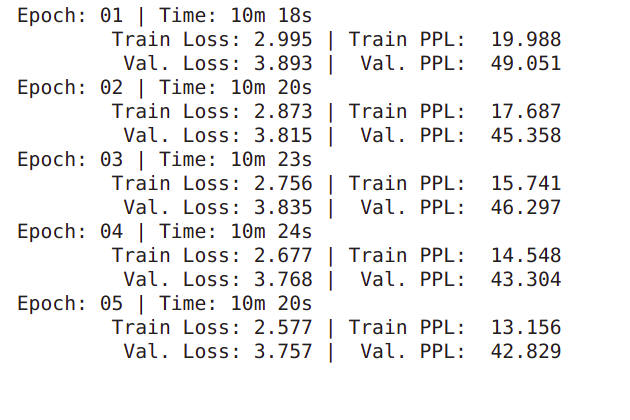 Epoch: 01 | Time: 10m 18s
Train Loss: 2.995 | Train PPL:  19.988
Val. Loss: 3.893 |  Val. PPL:  49.051
Epoch: 02 | Time: 10m 20s
Train Loss: 2.873 | Train PPL:  17.687
Val. Loss: 3.815 |  Val. PPL:  45.358
Epoch: 03 | Time: 10m 23s
Train Loss: 2.756 | Train PPL:  15.741
Val. Loss: 3.835 |  Val. PPL:  46.297
Epoch: 04 | Time: 10m 24s
Train Loss: 2.677 | Train PPL:  14.548
Val. Loss: 3.768 |  Val. PPL:  43.304
Epoch: 05 | Time: 10m 20s
Train Loss: 2.577 | Train PPL:  13.156
Val. Loss: 3.757 |  Val. PPL:  42.829